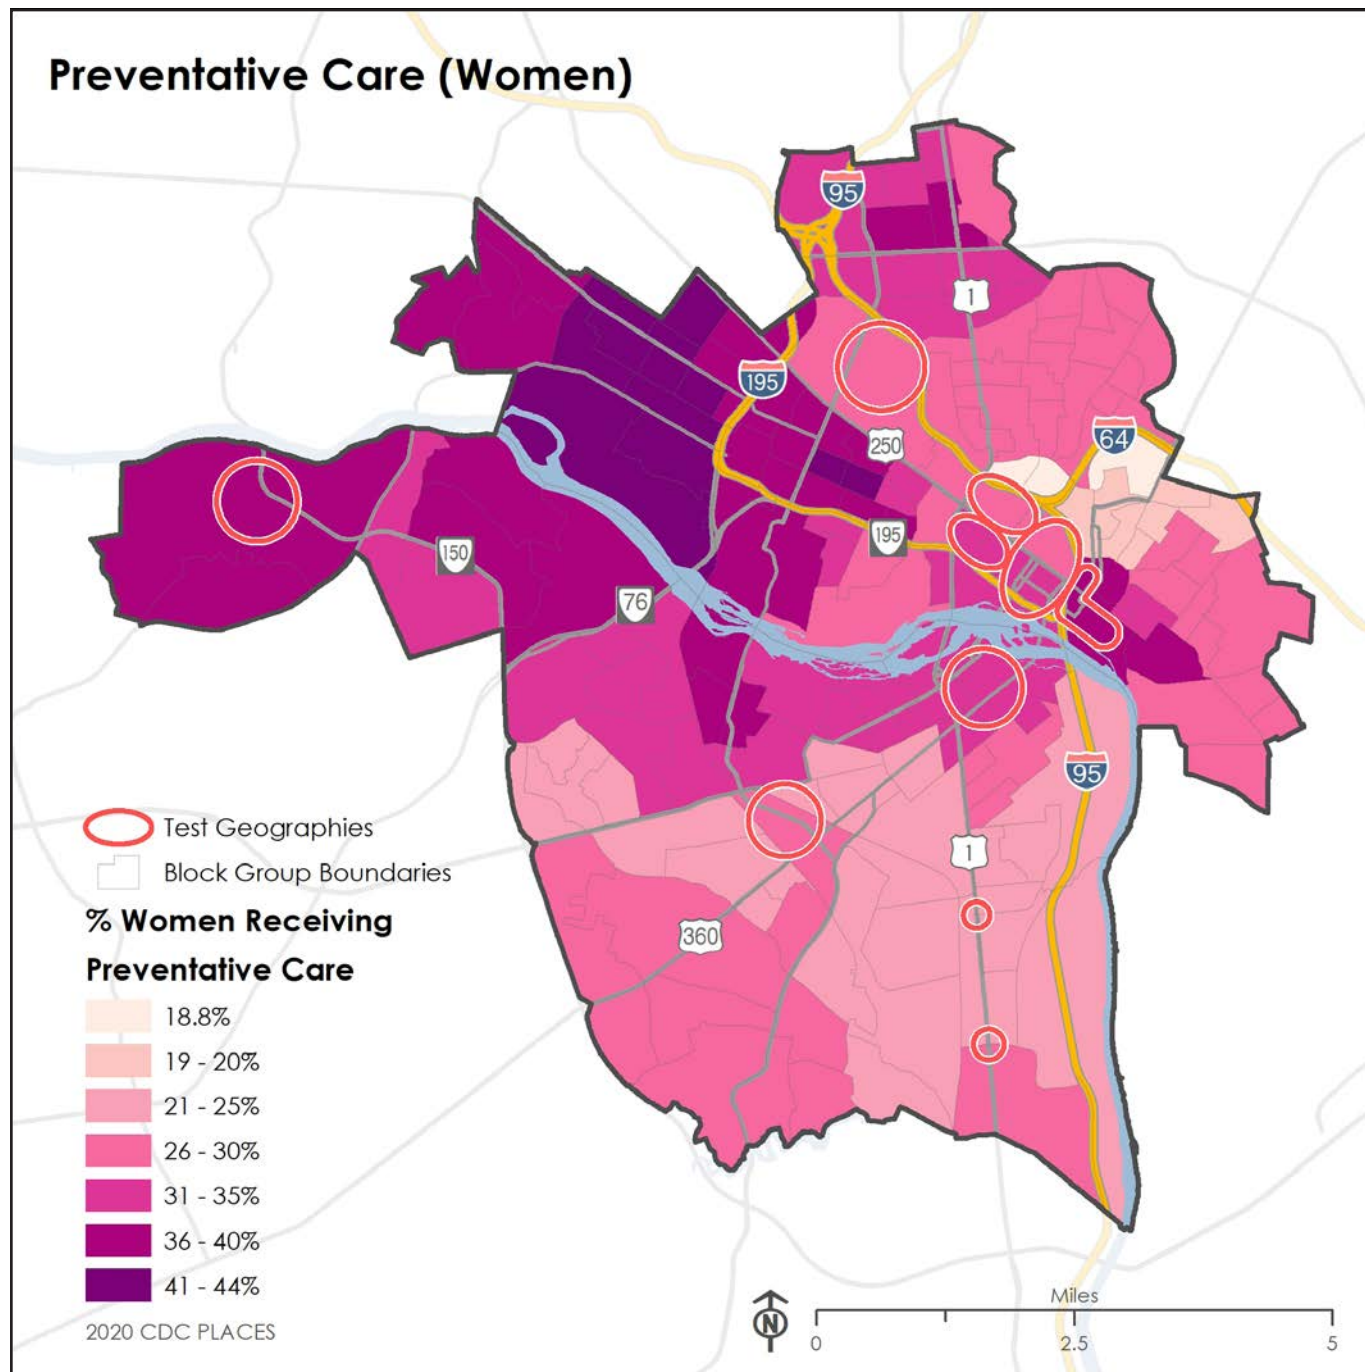 Preventative Care (Women)
95
1
195
250
64
150
195
76
95
1
360
Test Geographies
Block Group Boundaries
% Women Receiving
Preventative Care
18.8%
19 - 20%
21 - 25%
26 - 30%
31 - 35%
36 - 40%
41 - 44%
2020 CDC PLACES
N
Miles
0
2.5
5